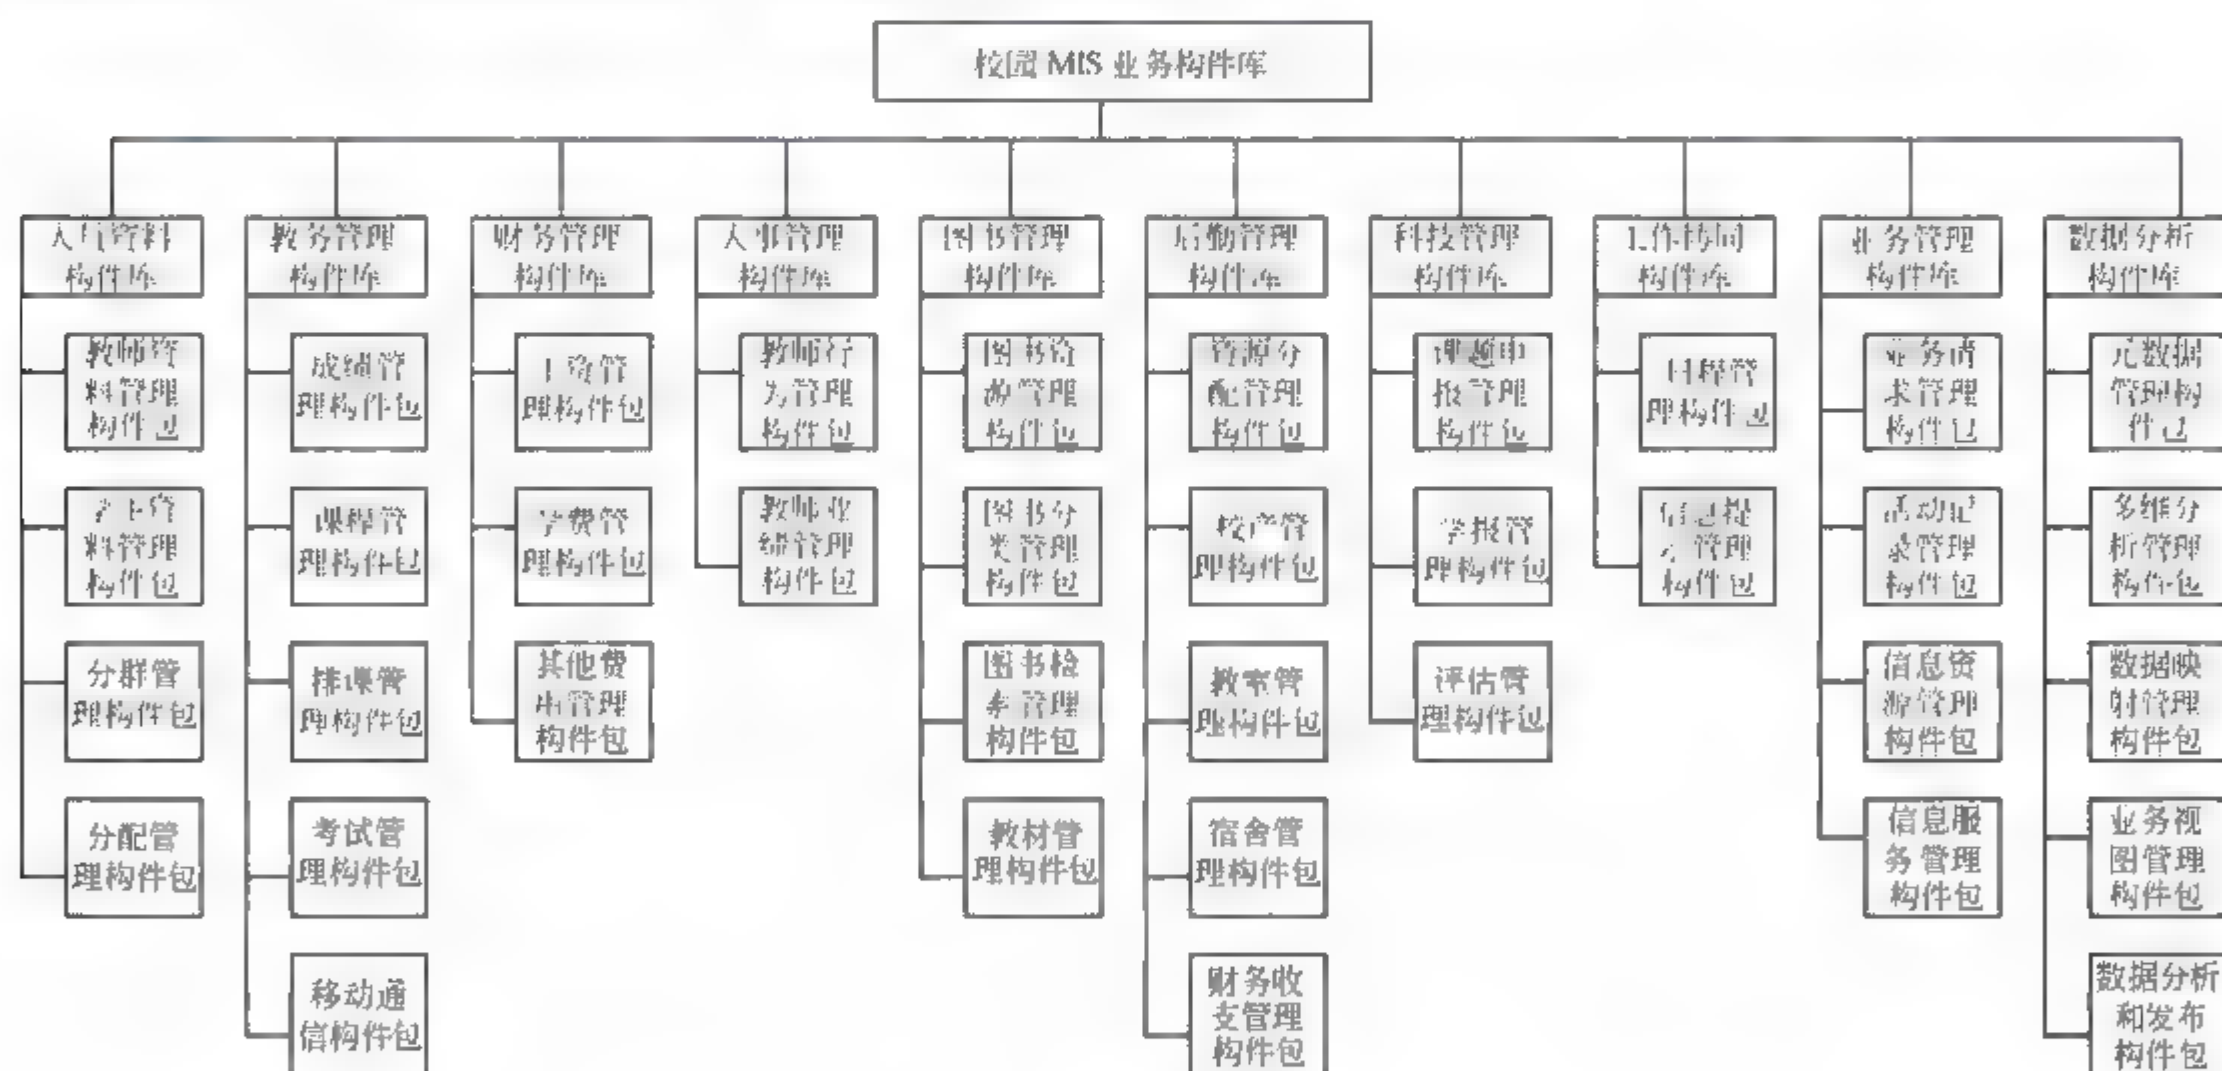 校园 MIS 业务构件库
构件库
教务管理
构件库
财务管理
构件库
人事管理
构件库
图书管理
构件库
后勤管理
构件库
科技管理
构件库
工作协同
构件库
业务管理
构件库
数据分析
构件库
教师资
料管理
构件包
料管理
构件包
分群管
理构件包
分配管
理构件包
成绩管
理构件包
课程管
理构件包
排课管
理构件包
考试管
理构件包
移动通
信构件包
工资管
理构件包
学费管
理构件包
其他费
用管理
构件包
教师行
为管理
构件包
教师业
绩管理
构件包
图书资
源管理
构件包
图书分
类管理
构件包
图书检
索管理
构件包
教材管
理构件包
资源分
配管理
构件包
校产管
理构件包
教室管
理构件包
宿舍管
理构件包
财务收
支管理
构件包
课题申
报管理
构件包
学报管
理构件包
评估管
理构件包
日程管
理构件包
信息提
示管理
构件包
业务请
求管理
构件包
活动记
录管理
构件包
信息资
源管理
构件包
信息服
务管理
构件包
元数据
管理构
件包
多维分
析管理
构件包
数据映
射管理
构件包
业务视
图管理
构件包
数据分析
和发布
构件包